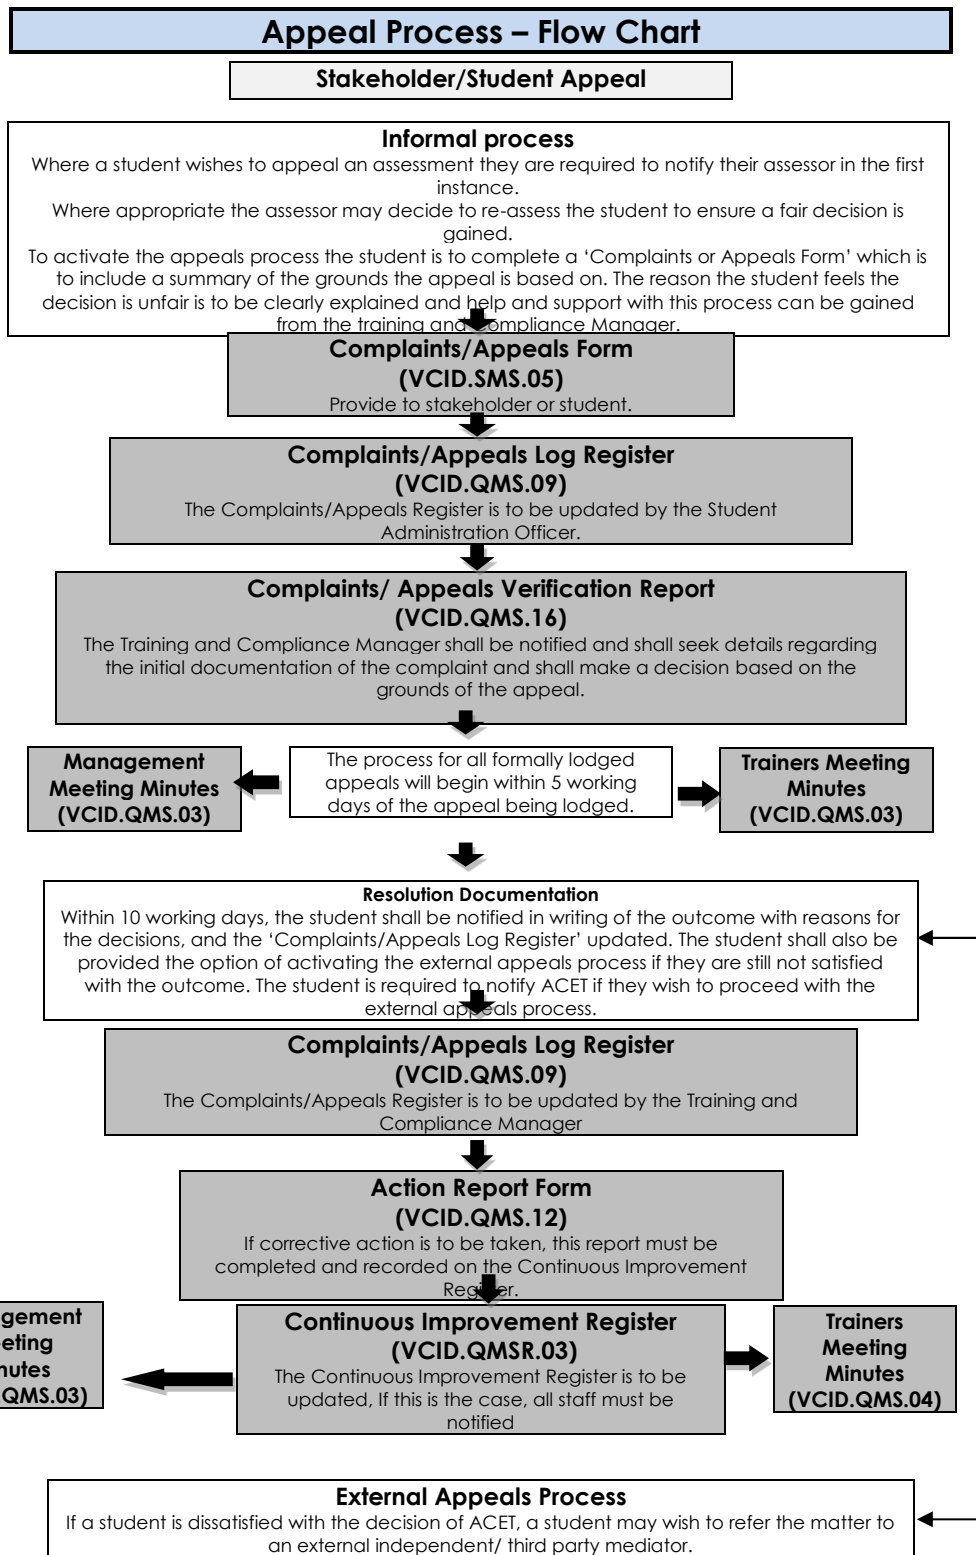 Appeal Process – Flow Chart
Stakeholder/Student Appeal
Informal process
Where a student wishes to appeal an assessment they are required to notify their assessor in the first
instance.
Where appropriate the assessor may decide to re-assess the student to ensure a fair decision is
gained.
To activate the appeals process the student is to complete a ‘Complaints or Appeals Form’ which is
to include a summary of the grounds the appeal is based on. The reason the student feels the
decision is unfair is to be clearly explained and help and support with this process can be gained
from the training and Compliance Manager.
Complaints/Appeals Form
(VCID.SMS.05)
Provide to stakeholder or student.
Complaints/Appeals Log Register
(VCID.QMS.09)
The Complaints/Appeals Register is to be updated by the Student
Administration Officer.
Complaints/ Appeals Verification Report
(VCID.QMS.16)
The Training and Compliance Manager shall be notified and shall seek details regarding
the initial documentation of the complaint and shall make a decision based on the
grounds of the appeal.
Management
Meeting Minutes
(VCID.QMS.03)
The process for all formally lodged
appeals will begin within 5 working
days of the appeal being lodged.
Trainers Meeting
Minutes
(VCID.QMS.03)
Resolution Documentation
Within 10 working days, the student shall be notified in writing of the outcome with reasons for
the decisions, and the ‘Complaints/Appeals Log Register’ updated. The student shall also be
provided the option of activating the external appeals process if they are still not satisfied
with the outcome. The student is required to notify ACET if they wish to proceed with the
external appeals process.
Complaints/Appeals Log Register
(VCID.QMS.09)
The Complaints/Appeals Register is to be updated by the Training and
Compliance Manager
Action Report Form
(VCID.QMS.12)
If corrective action is to be taken, this report must be
completed and recorded on the Continuous Improvement
Register.
gement
eting
nutes
QMS.03)
Continuous Improvement Register
(VCID.QMSR.03)
The Continuous Improvement Register is to be
updated, If this is the case, all staff must be
notified
Trainers
Meeting
Minutes
(VCID.QMS.04)
External Appeals Process
If a student is dissatisfied with the decision of ACET, a student may wish to refer the matter to
an external independent/ third party mediator.